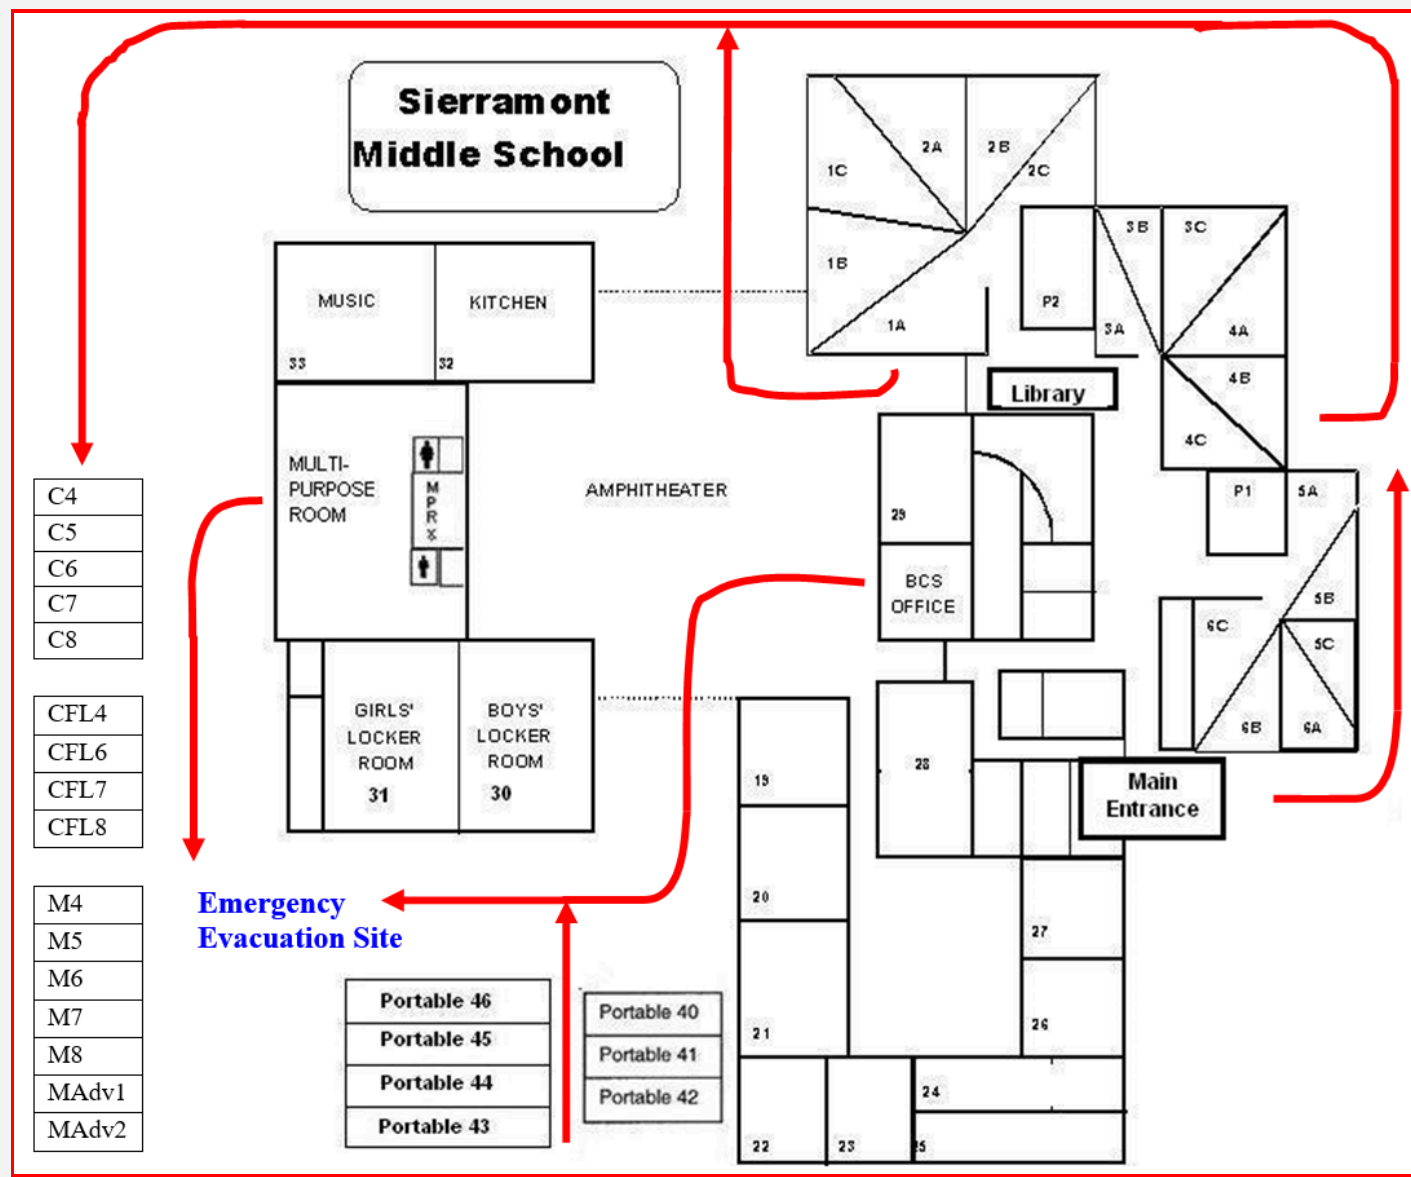 Sierramont
Middle School
1C
2A
2B
2C
1B
1A
3B
3C
P2
3A
4A
4B
4C
MUSIC
33
KITCHEN
32
Library
MULTI-
PURPOSE
ROOM
MPRX
AMPHITHEATER
29
BCS
OFFICE
P1
5A
5B
5C
6C
6B
6A
C4
C5
C6
C7
C8
CFL4
CFL6
CFL7
CFL8
M4
M5
M6
M7
M8
MAdv1
MAdv2
GIRLS'
LOCKER
ROOM
31
BOYS'
LOCKER
ROOM
30
19
28
Main
Entrance
20
27
21
26
22
23
24
25
Emergency
Evacuation Site
Portable 46
Portable 45
Portable 44
Portable 43
Portable 40
Portable 41
Portable 42